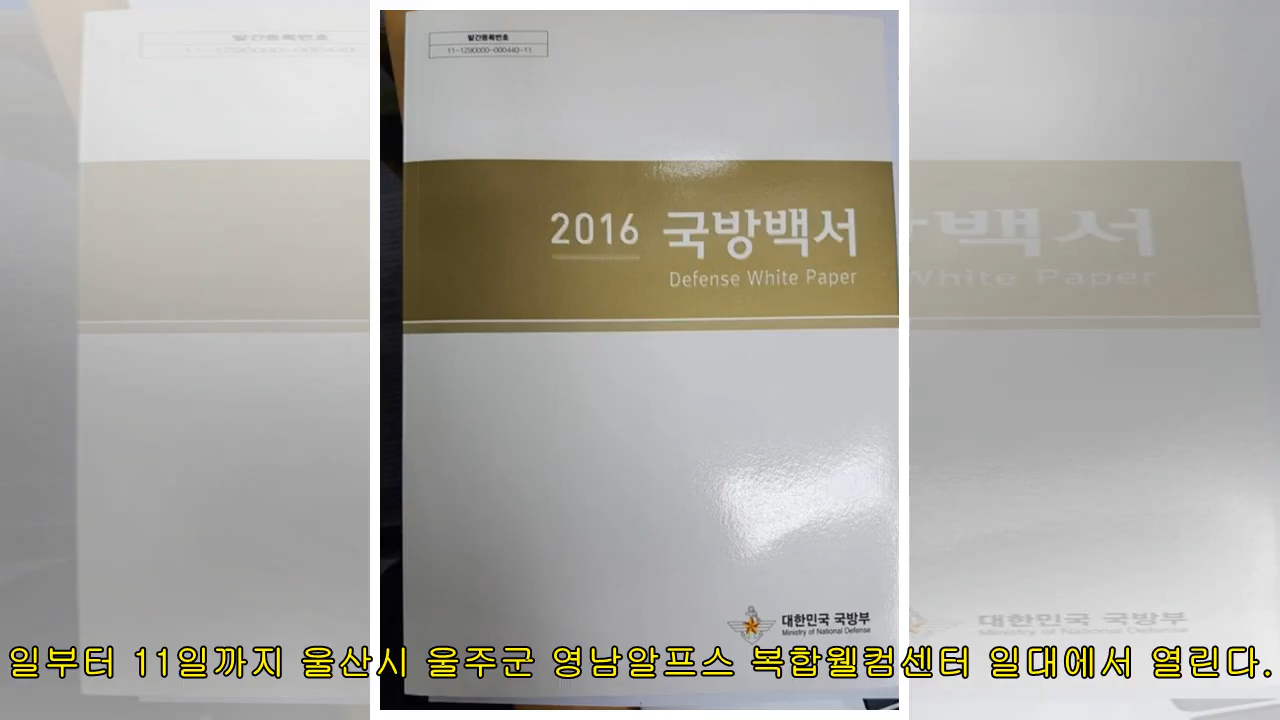 발간등록번호
11-1290000-000440-11
2016 국방백서
Defense White Paper
대한민국 국방부
Ministry of National Defense
일부터 11일까지 울산시 울주군 영남알프스 복합웰컴센터 일대에서 열린다.